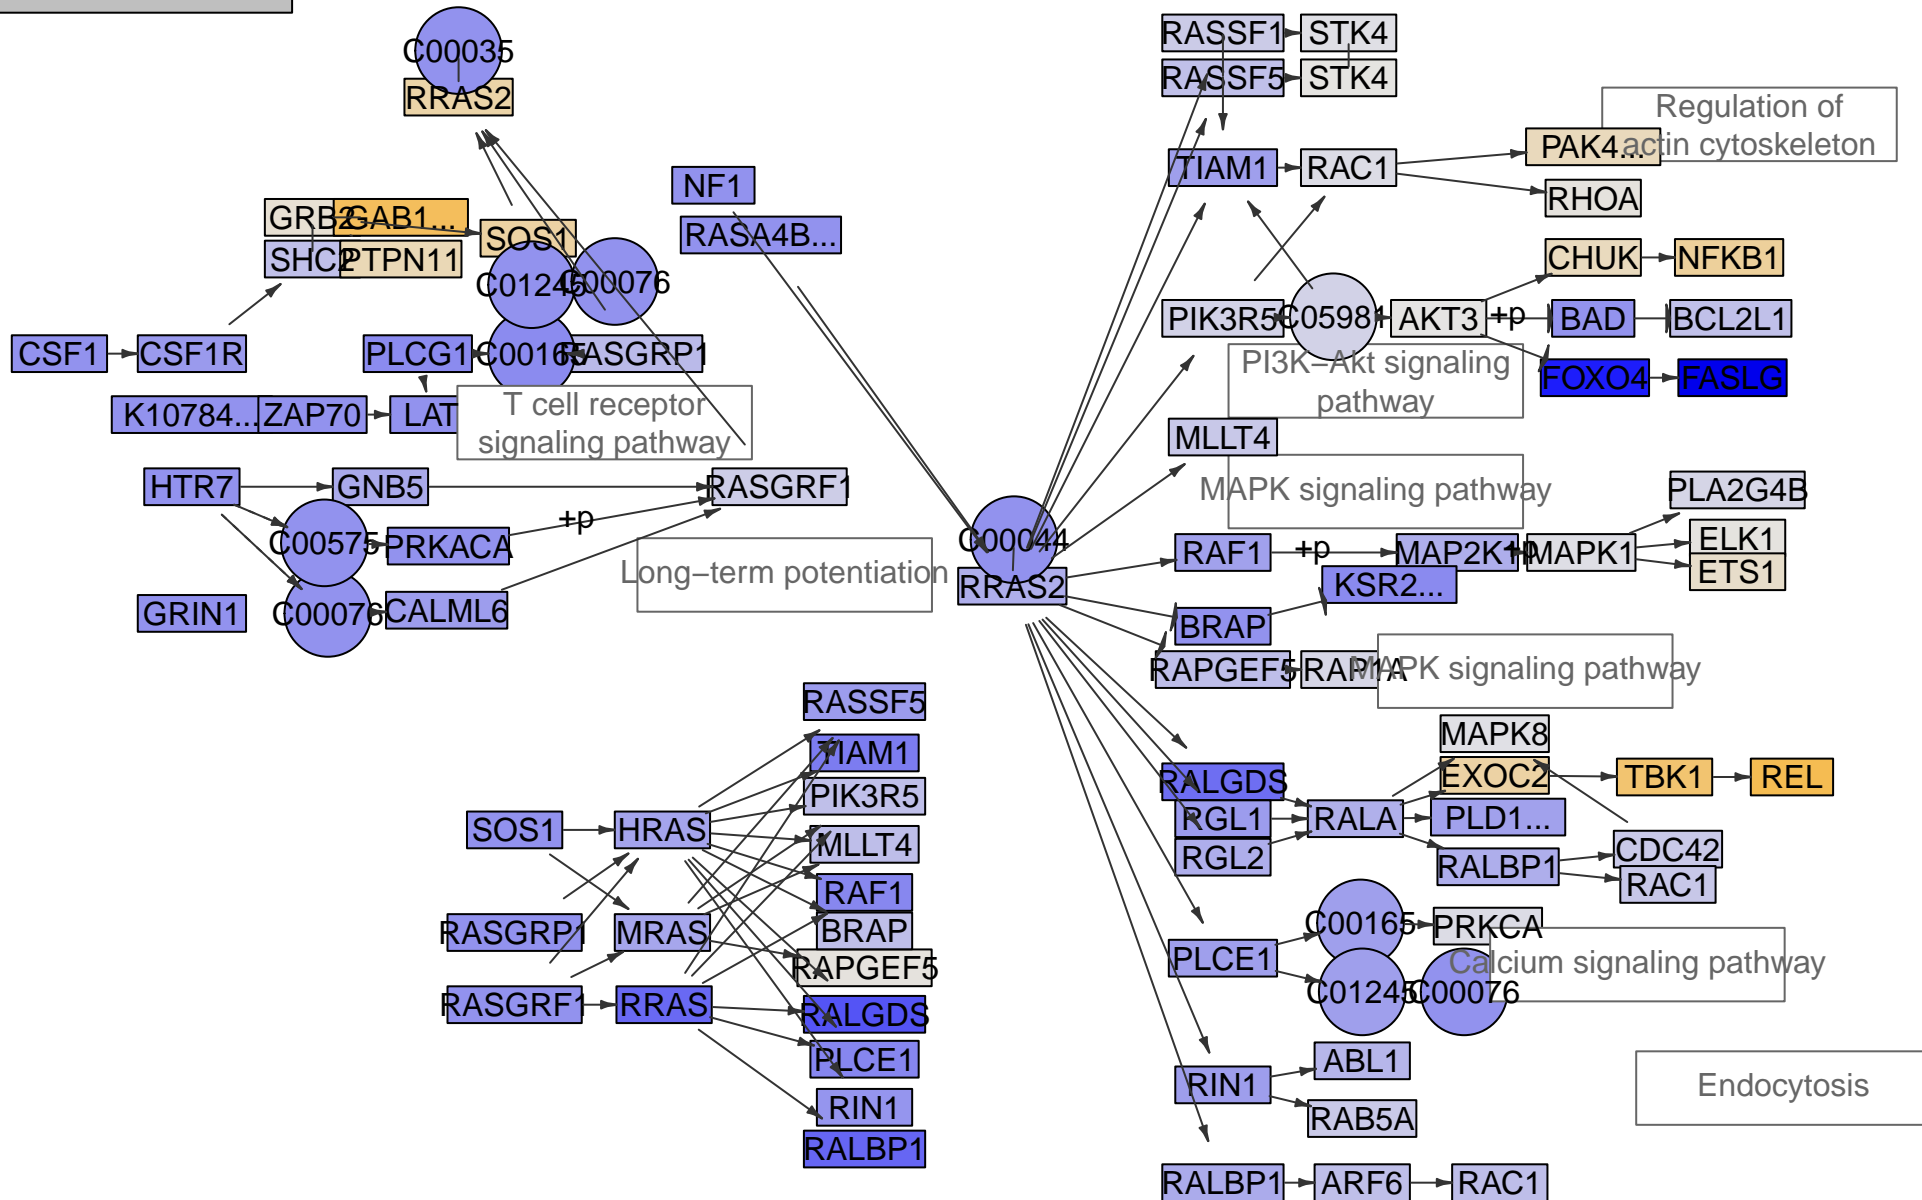 C00035
RRAS2
GRB2
GAB1...
SHC2
PTPN11
SOS1
C01245
C00076
CSF1
CSF1R
PLCG1
C00165
RASGRP1
K10784...
ZAP70
LAT
T cell receptor
signaling pathway
HTR7
GNB5
RASGRF1
+p
C00575
PRKACA
GRIN1
C00076
CALML6
Long−term potentiation
NF1
RASA4B...
C00044
RRAS2
RASSF1
STK4
RASSF5
STK4
Regulation of
actin cytoskeleton
PAK4...
TIAM1
RAC1
RHOA
CHUK
NFKB1
PIK3R5
C05981
AKT3
+p
BAD
BCL2L1
PI3K−Akt signaling
pathway
FOXO4
FASLG
MLLT4
MAPK signaling pathway
PLA2G4B
RAF1
+p
MAP2K1
+p
MAPK1
ELK1
ETS1
KSR2...
BRAP
RAPGEF5
RAP1A
MAPK signaling pathway
MAPK8
RALGDS
EXOC2
TBK1
REL
RGL1
RALA
PLD1...
RGL2
RALBP1
CDC42
RAC1
C00165
PRKCA
PLCE1
Calcium signaling pathway
C01245
C00076
RIN1
ABL1
RAB5A
Endocytosis
RALBP1
ARF6
RAC1
RASSF5
TIAM1
PIK3R5
SOS1
HRAS
MLLT4
RAF1
RASGRP1
MRAS
BRAP
RAPGEF5
RASGRF1
RRAS
RALGDS
PLCE1
RIN1
RALBP1